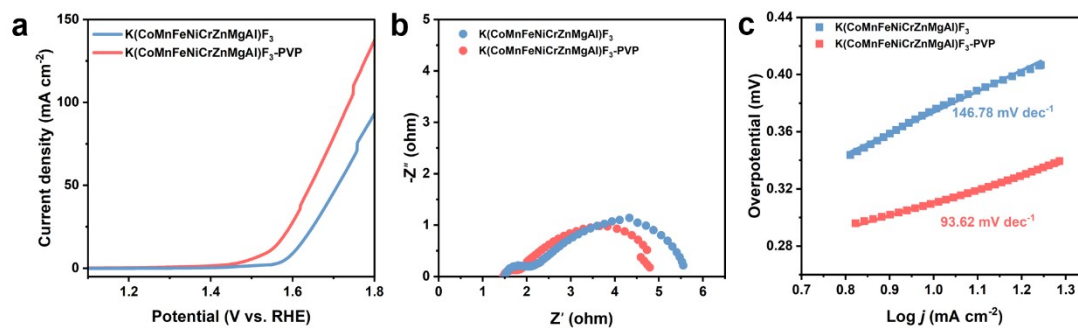 a
Current density (mA cm⁻²)
150
100
50
0
K(CoMnFeNiCrZnMgAl)F₃
K(CoMnFeNiCrZnMgAl)F₃-PVP
1.2
1.4
1.6
1.8
Potential (V vs. RHE)
b
-Z″ (ohm)
5
4
3
2
1
0
K(CoMnFeNiCrZnMgAl)F₃
K(CoMnFeNiCrZnMgAl)F₃-PVP
0
1
2
3
4
5
6
Z′ (ohm)
c
Overpotential (mV)
0.40
0.36
0.32
0.28
K(CoMnFeNiCrZnMgAl)F₃
K(CoMnFeNiCrZnMgAl)F₃-PVP
146.78 mV dec⁻¹
93.62 mV dec⁻¹
0.7
0.8
0.9
1.0
1.1
1.2
1.3
Log j (mA cm⁻²)